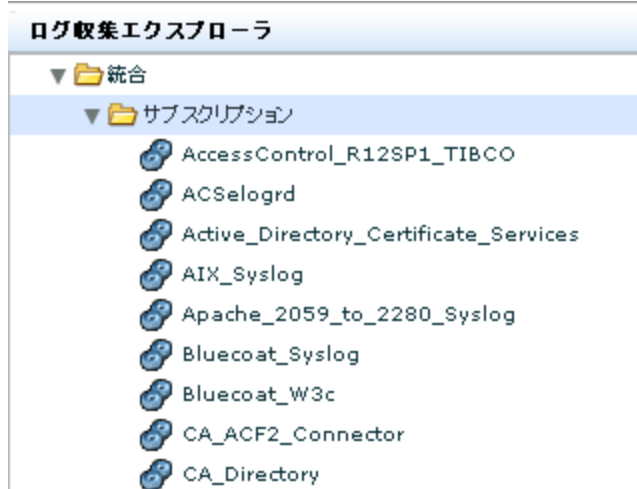 ログ収集エクスプローラ
統合
サブスクリプション
AccessControl_R12SP1_TIBCO
ACSelogrd
Active_Directory_Certificate_Services
AIX_Syslog
Apache_2059_to_2280_Syslog
Bluecoat_Syslog
Bluecoat_W3c
CA_ACF2_Connector
CA_Directory